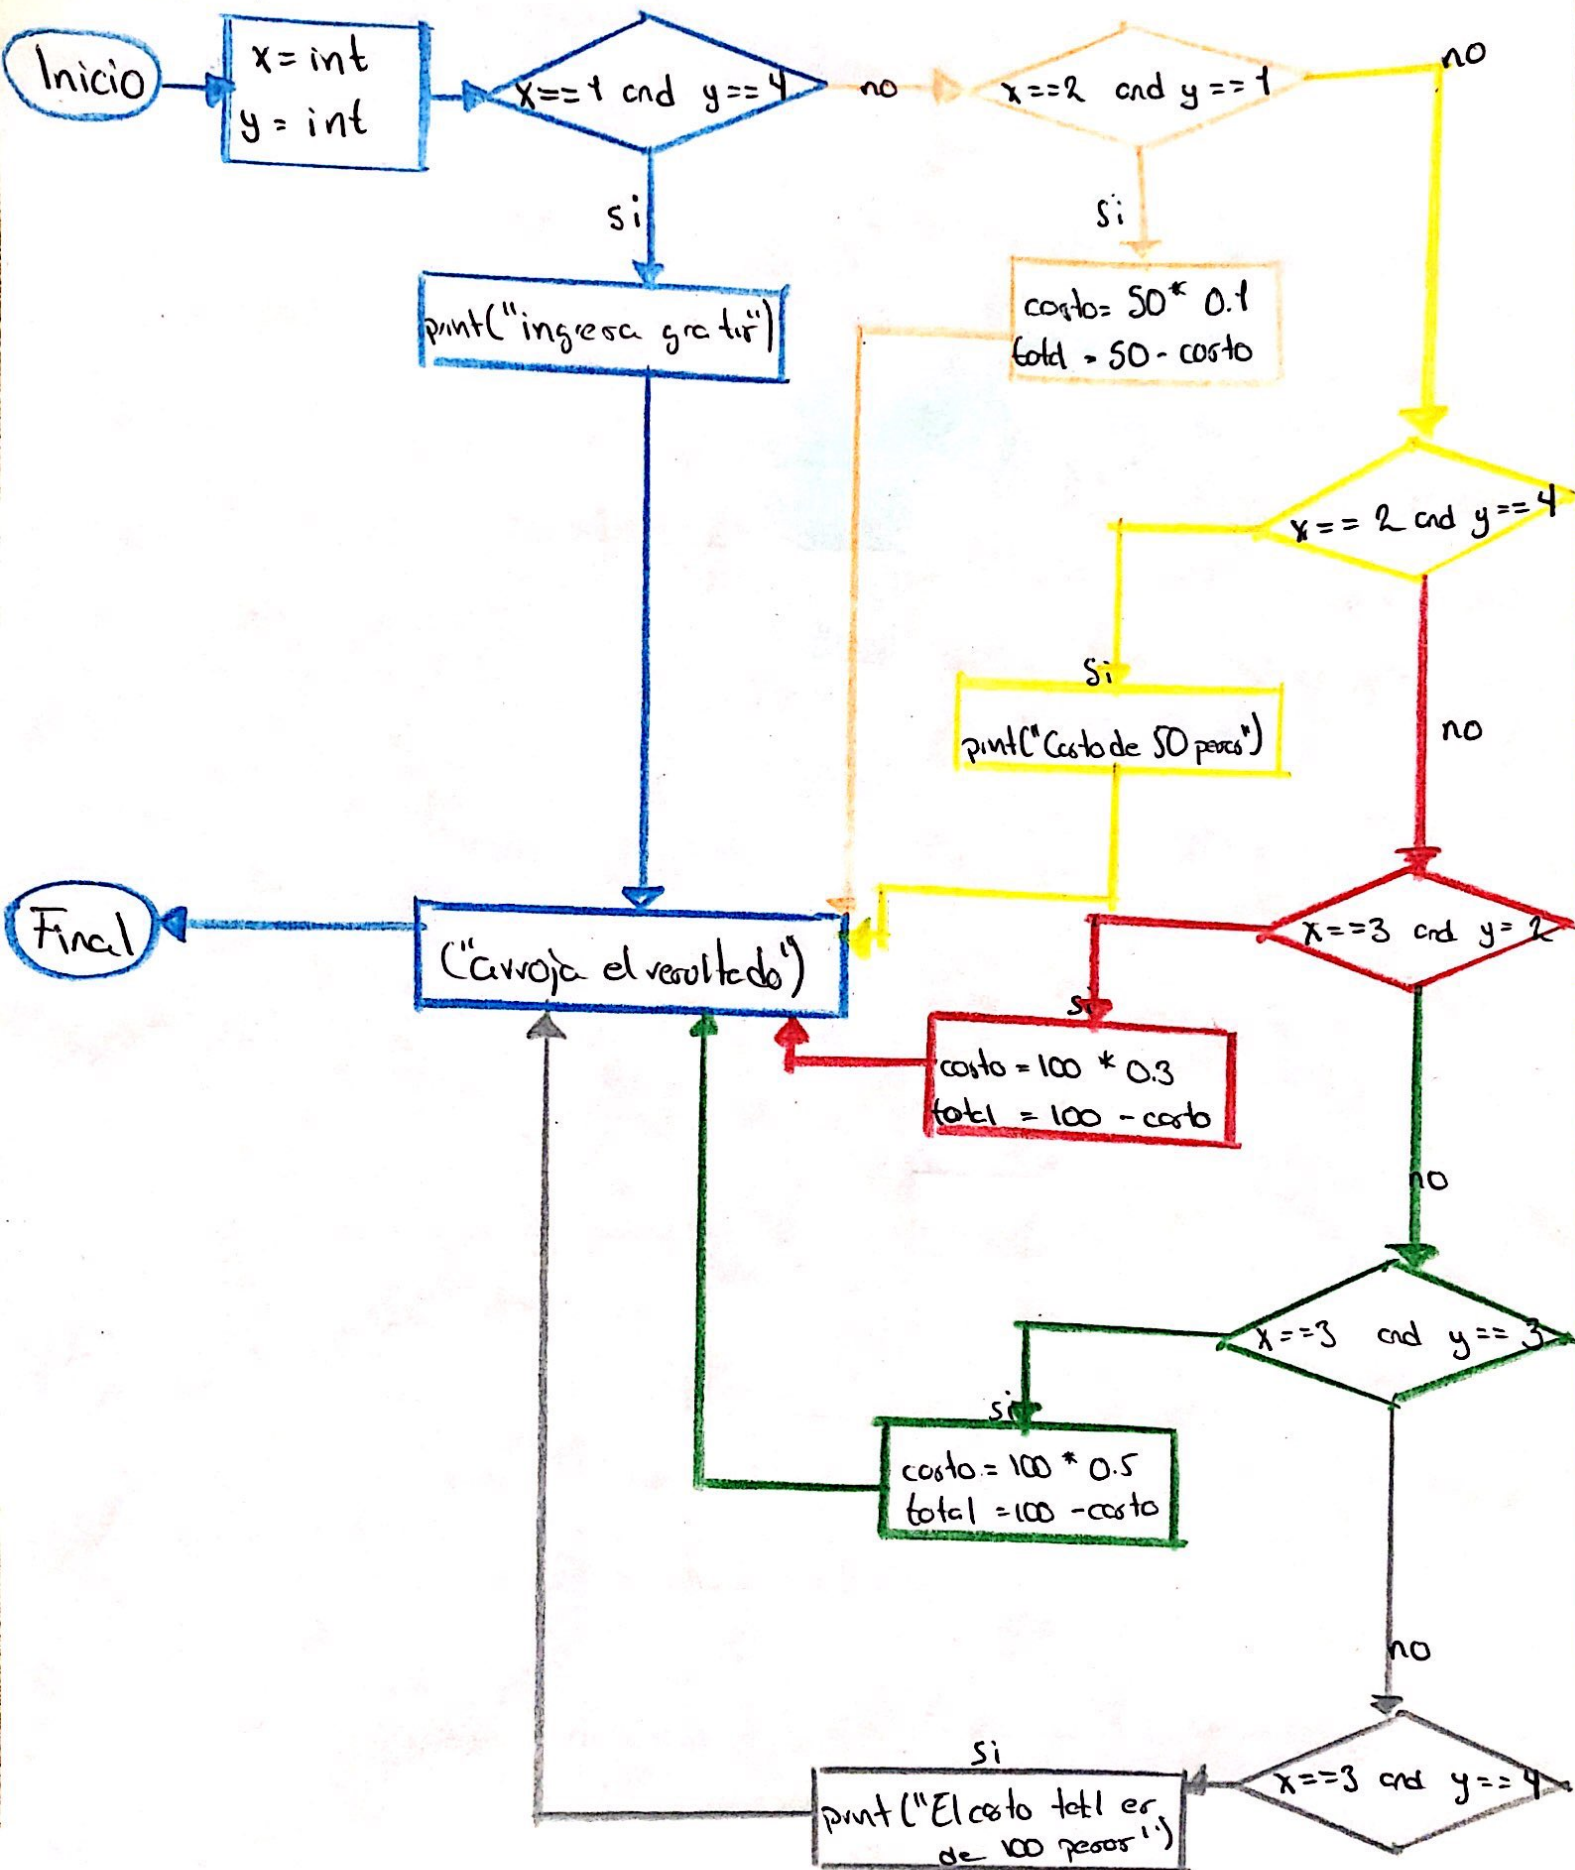 Inicio
x = int
y = int
x==1 and y==4
no
x==2 and y==1
no
si
si
print("ingresa gratis")
costo= 50* 0.1
total = 50 - costo
x == 2 and y==4
si
print("Costo de 50 pesos")
no
Final
("arroja el resultado")
x==3 and y= 2
si
costo = 100 * 0.3
total = 100 - costo
no
x==3 and y== 3
si
costo = 100 * 0.5
total =100 -costo
no
si
x==3 and y==4
print("El costo totl es
de 100 pesos")